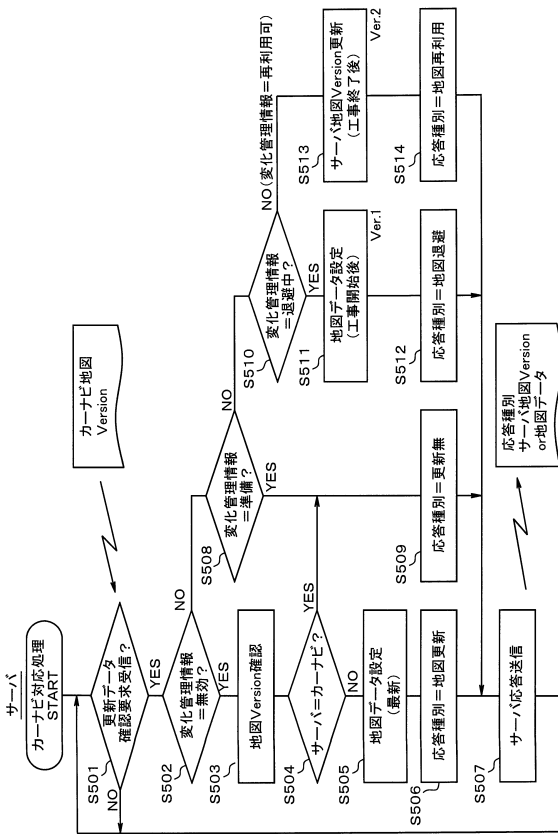 サーバ
カーナビ対応処理
START
カーナビ地図
Version
S501
更新データ
確認要求受信?
NO
YES
S502
変化管理情報
=無効?
NO
YES
S503
地図Version確認
S504
サーバ=カーナビ?
YES
NO
S505
地図データ設定
(最新)
S506
応答種別=地図更新
S507
サーバ応答送信
S508
変化管理情報
=準備?
NO
YES
S509
応答種別=更新無
S510
変化管理情報
=退避中?
NO(変化管理情報=再利用可)
YES
S511
地図データ設定
(工事開始後)
Ver.1
S512
応答種別=地図退避
S513
サーバ地図Version更新
(工事終了後)
Ver.2
S514
応答種別=地図再利用
応答種別
サーバ地図Version
or地図データ